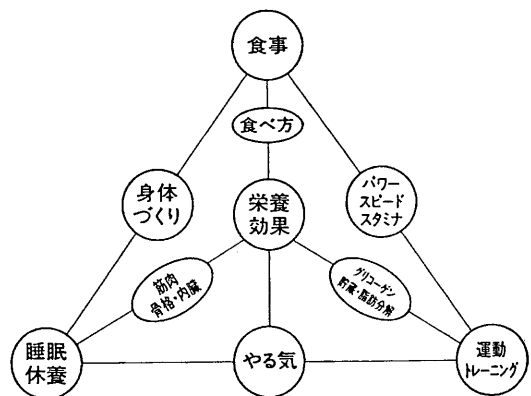 食事
食べ方
身体
づくり
栄養
効果
パワー
スピード
スタミナ
筋肉
骨格・内臓
グリコーゲン
貯蔵・脂肪分解
睡眠
休養
やる気
運動
トレーニング